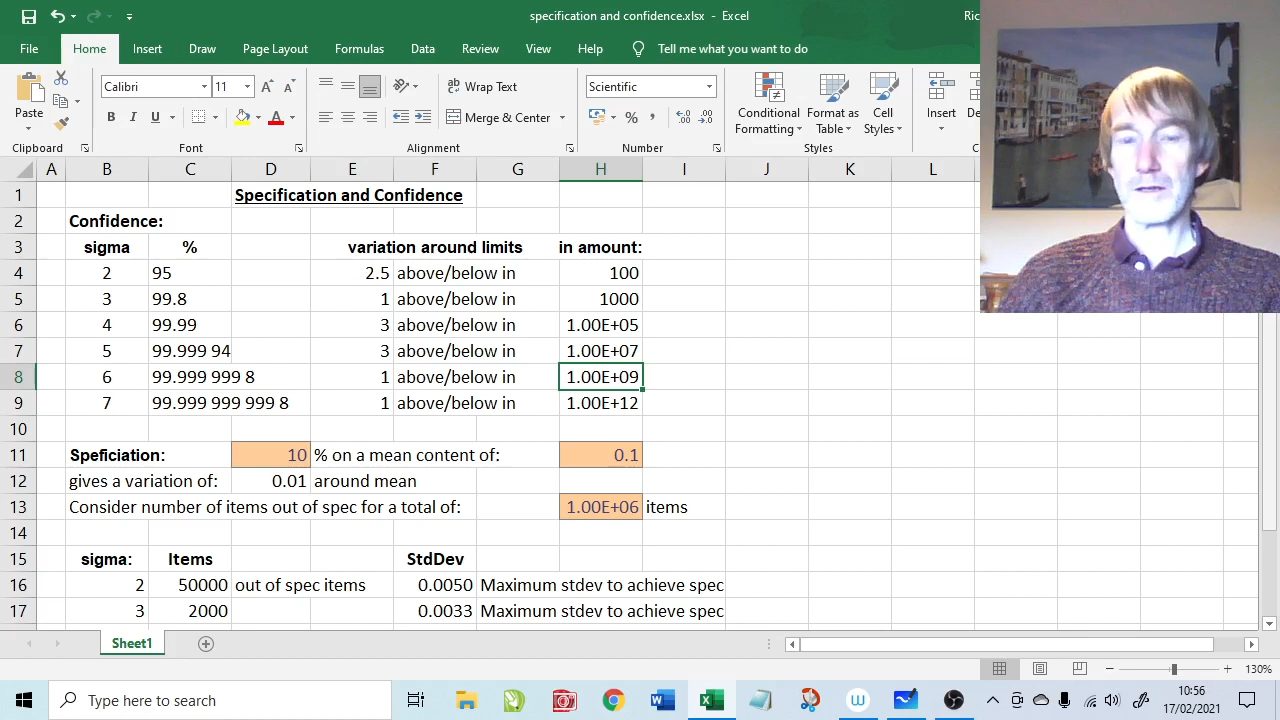 specification and confidence.xlsx - Excel
File Home Insert Draw Page Layout Formulas Data Review View Help Tell me what you want to do
Calibri 11
Wrap Text
Scientific
Paste
Merge & Center
Conditional Formatting
Format as Table
Cell Styles
Insert
Clipboard Font Alignment Number Styles
A B C D E F G H I J K L
1 Specification and Confidence
2 Confidence:
3 sigma % variation around limits in amount:
4 2 95 2.5 above/below in 100
5 3 99.8 1 above/below in 1000
6 4 99.99 3 above/below in 1.00E+05
7 5 99.999 94 3 above/below in 1.00E+07
8 6 99.999 999 8 1 above/below in 1.00E+09
9 7 99.999 999 999 8 1 above/below in 1.00E+12
10
11 Speficiation: 10 % on a mean content of: 0.1
12 gives a variation of: 0.01 around mean
13 Consider number of items out of spec for a total of: 1.00E+06 items
14
15 sigma: Items StdDev
16 2 50000 out of spec items 0.0050 Maximum stdev to achieve spec
17 3 2000 0.0033 Maximum stdev to achieve spec
Sheet1
130%
Type here to search
10:56
17/02/2021